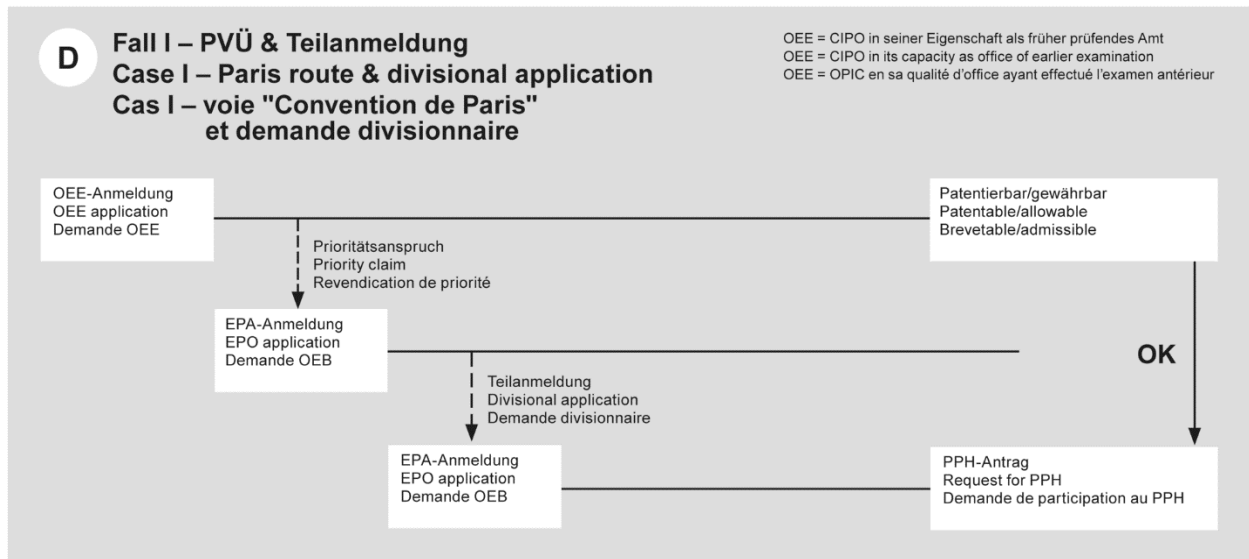 D
Fall I – PVÜ & Teilanmeldung
Case I – Paris route & divisional application
Cas I – voie "Convention de Paris"
et demande divisionnaire
OEE = CIPO in seiner Eigenschaft als früher prüfendes Amt
OEE = CIPO in its capacity as office of earlier examination
OEE = OPIC en sa qualité d'office ayant effectué l'examen antérieur
OEE-Anmeldung
OEE application
Demande OEE
Patentierbar/gewährbar
Patentable/allowable
Brevetable/admissible
Prioritätsanspruch
Priority claim
Revendication de priorité
EPA-Anmeldung
EPO application
Demande OEB
OK
Teilanmeldung
Divisional application
Demande divisionnaire
EPA-Anmeldung
EPO application
Demande OEB
PPH-Antrag
Request for PPH
Demande de participation au PPH